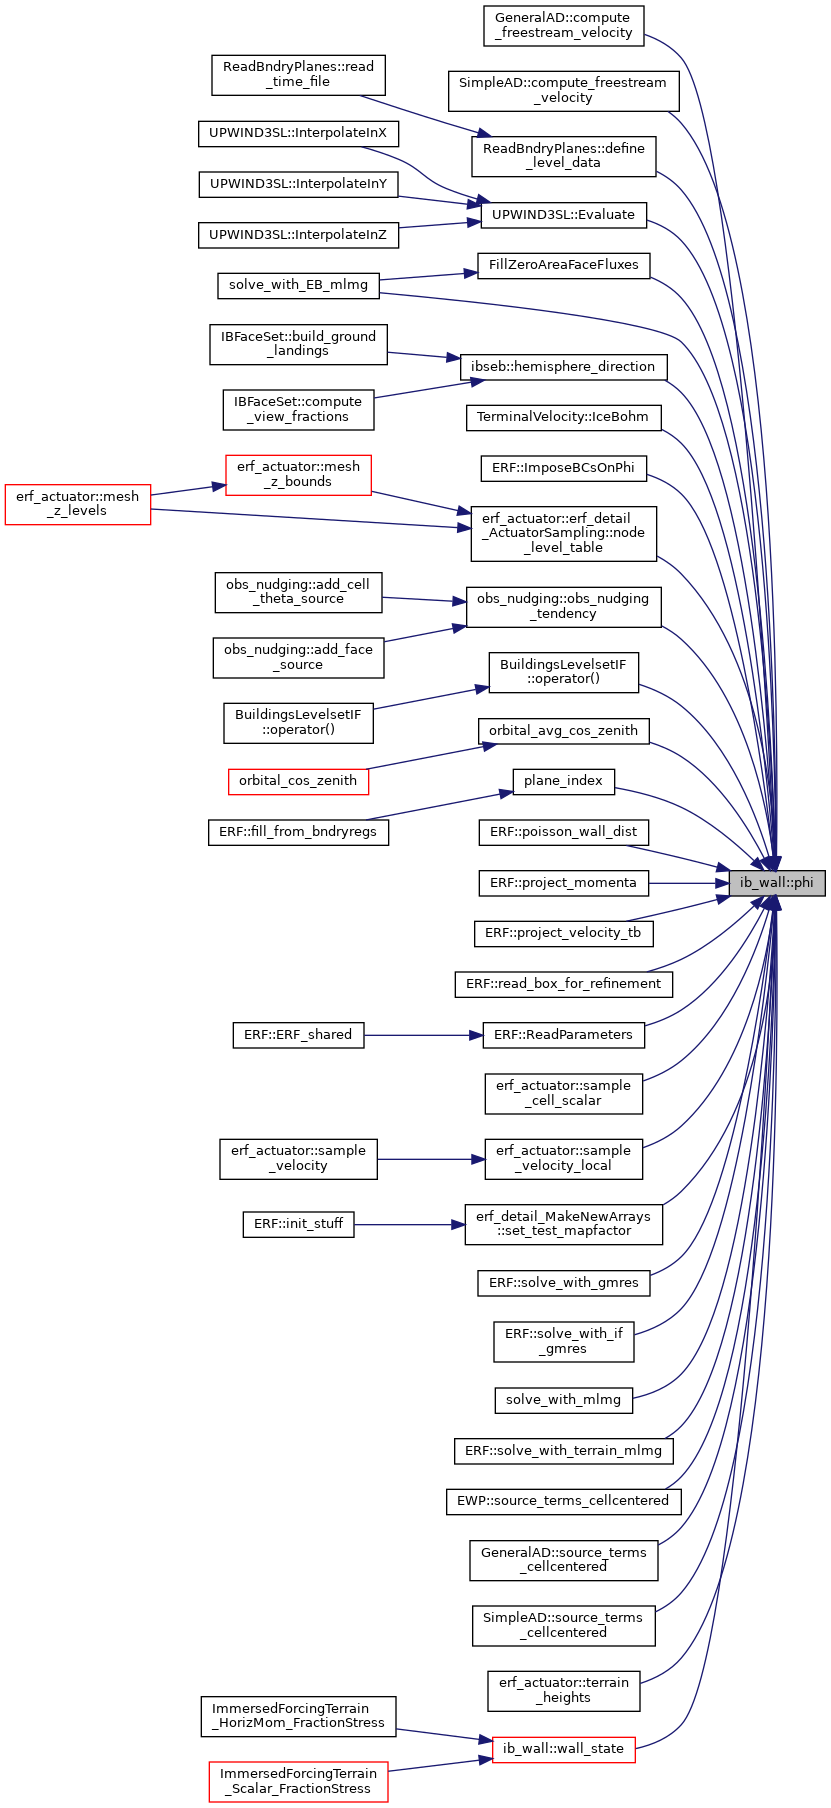 GeneralAD::compute
_freestream_velocity
ReadBndryPlanes::read
_time_file
SimpleAD::compute_freestream
_velocity
UPWIND3SL::InterpolateInX
ReadBndryPlanes::define
_level_data
UPWIND3SL::InterpolateInY
UPWIND3SL::Evaluate
UPWIND3SL::InterpolateInZ
FillZeroAreaFaceFluxes
solve_with_EB_mlmg
IBFaceSet::build_ground
_landings
ibseb::hemisphere_direction
IBFaceSet::compute
_view_fractions
TerminalVelocity::IceBohm
ERF::ImposeBCsOnPhi
erf_actuator::mesh
_z_bounds
erf_actuator::mesh
_z_levels
erf_actuator::erf_detail
_ActuatorSampling::node
_level_table
obs_nudging::add_cell
_theta_source
obs_nudging::obs_nudging
_tendency
obs_nudging::add_face
_source
BuildingsLevelsetIF
::operator()
BuildingsLevelsetIF
::operator()
orbital_avg_cos_zenith
orbital_cos_zenith
plane_index
ERF::fill_from_bndryregs
ERF::poisson_wall_dist
ib_wall::phi
ERF::project_momenta
ERF::project_velocity_tb
ERF::read_box_for_refinement
ERF::ERF_shared
ERF::ReadParameters
erf_actuator::sample
_cell_scalar
erf_actuator::sample
_velocity
erf_actuator::sample
_velocity_local
ERF::init_stuff
erf_detail_MakeNewArrays
::set_test_mapfactor
ERF::solve_with_gmres
ERF::solve_with_if
_gmres
solve_with_mlmg
ERF::solve_with_terrain_mlmg
EWP::source_terms_cellcentered
GeneralAD::source_terms
_cellcentered
SimpleAD::source_terms
_cellcentered
erf_actuator::terrain
_heights
ImmersedForcingTerrain
_HorizMom_FractionStress
ib_wall::wall_state
ImmersedForcingTerrain
_Scalar_FractionStress